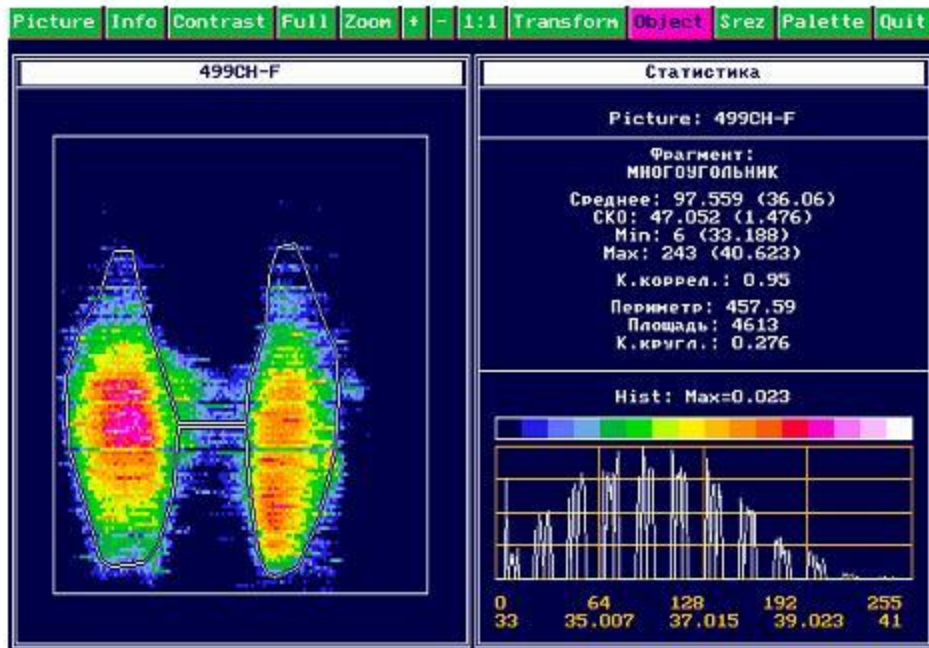 Picture Info Contrast Full Zoom + - 1:1 Transform Object Srez Palette Quit
499CH-F
Статистика
Picture: 499CH-F
Фрагмент:
МНОГОУГОЛЬНИК
Среднее: 97.559 (36.06)
СКО: 47.052 (1.476)
Min: 6 (33.188)
Max: 243 (40.623)
К.коррел.: 0.95
Периметр: 457.59
Площадь: 4613
К.кругл.: 0.276
Hist: Max=0.023
0 64 128 192 255
33 35.007 37.015 39.023 41